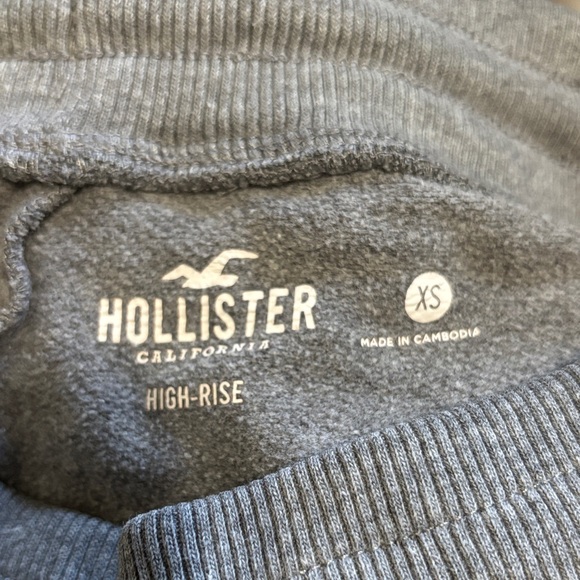 HOLLISTER
CALIFORNIA
HIGH-RISE
XS
MADE IN CAMBODIA